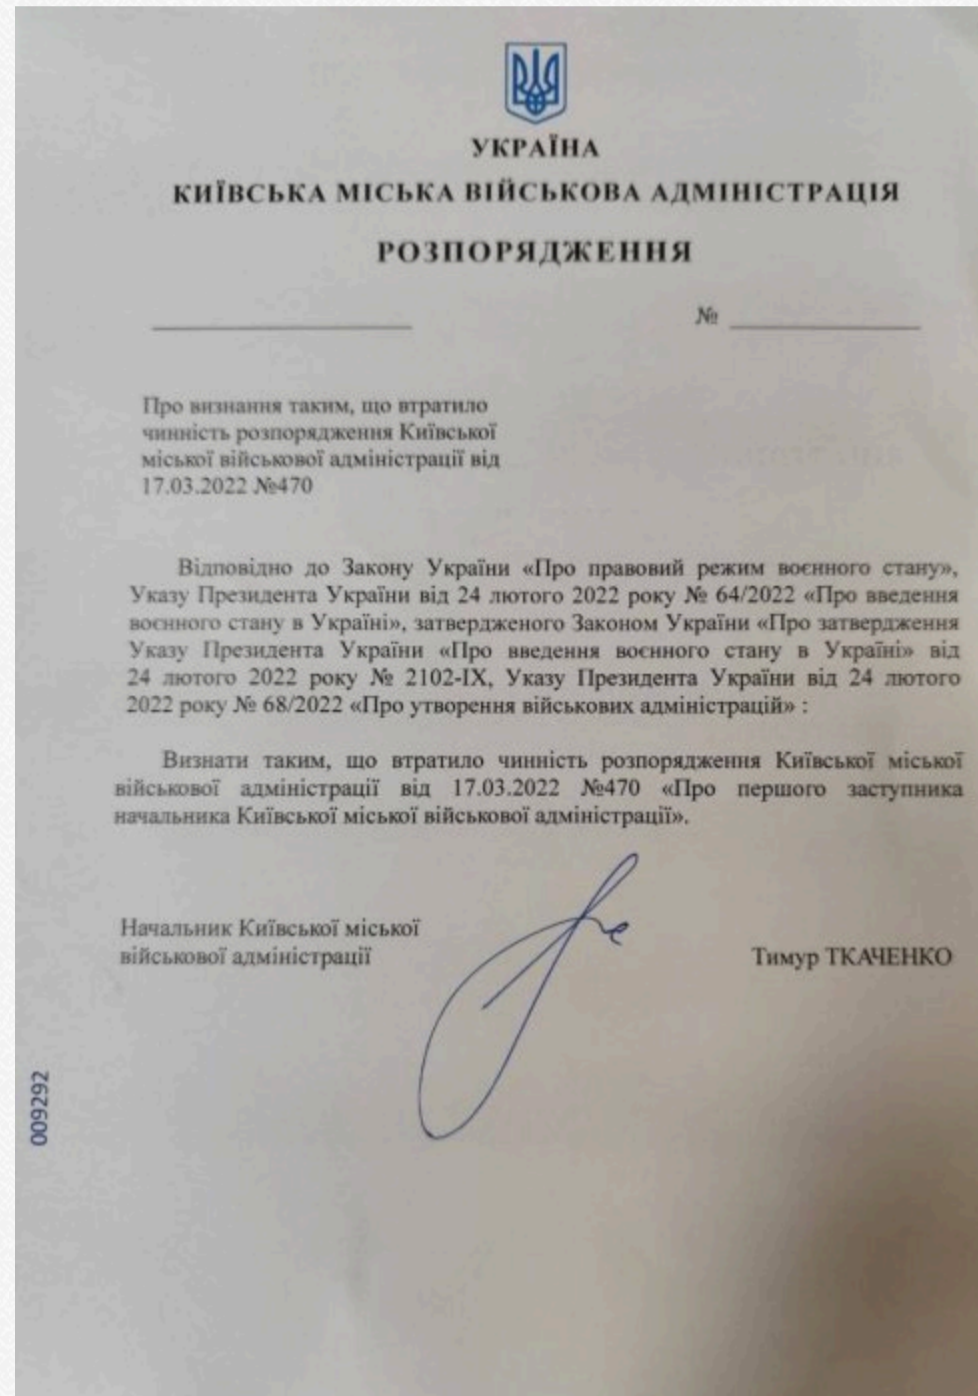 УКРАЇНА
КИЇВСЬКА МІСЬКА ВІЙСЬКОВА АДМІНІСТРАЦІЯ
РОЗПОРЯДЖЕННЯ
№
Про визнання таким, що втратило
чинність розпорядження Київської
міської військової адміністрації від
17.03.2022 №470
Відповідно до Закону України «Про правовий режим воєнного стану»,
Указу Президента України від 24 лютого 2022 року № 64/2022 «Про введення
воєнного стану в Україні», затвердженого Законом України «Про затвердження
Указу Президента України «Про введення воєнного стану в Україні» від
24 лютого 2022 року № 2102-IX, Указу Президента України від 24 лютого
2022 року № 68/2022 «Про утворення військових адміністрацій» :
Визнати таким, що втратило чинність розпорядження Київської міської
військової адміністрації від 17.03.2022 №470 «Про першого заступника
начальника Київської міської військової адміністрації».
Начальник Київської міської
військової адміністрації
Тимур ТКАЧЕНКО
009292